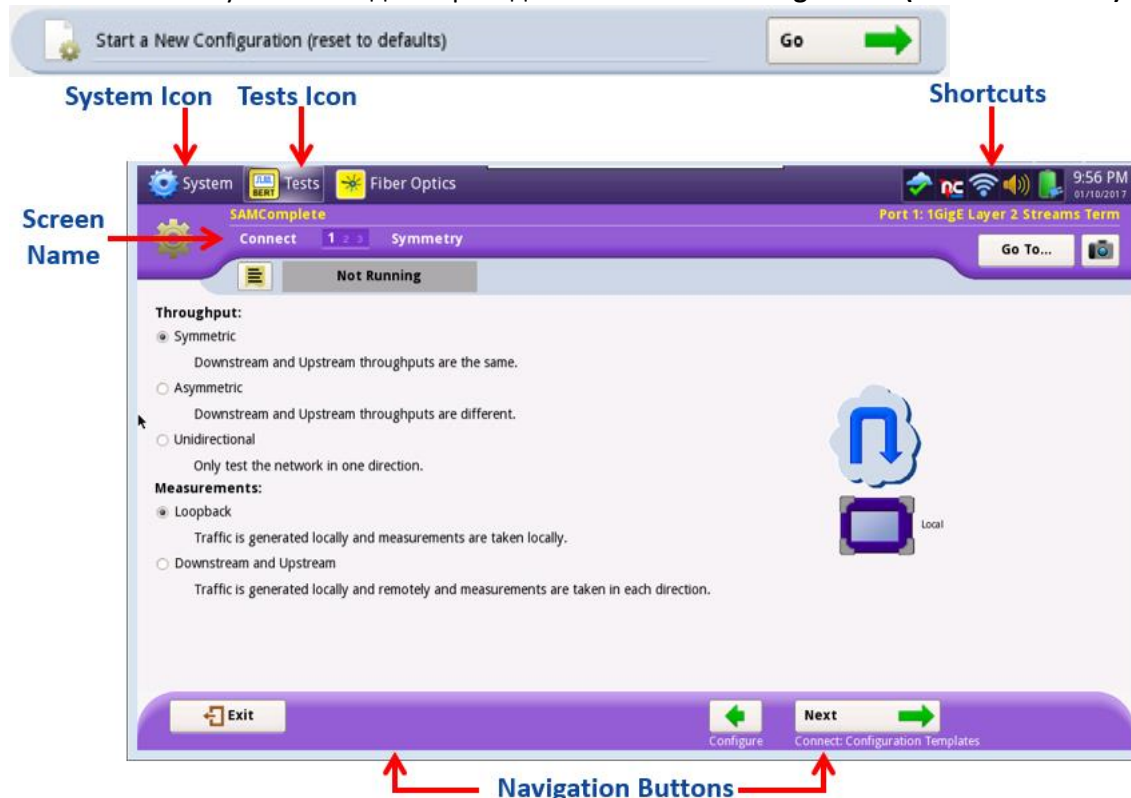 Start a New Configuration (reset to defaults)
Go
System Icon
Tests Icon
Shortcuts
System
BERT
Tests
Fiber Optics
9:56 PM
01/10/2017
Screen
Name
SAMComplete
Port 1: 1GigE Layer 2 Streams Term
Connect
1 2 3
Symmetry
Go To...
Not Running
Throughput:
Symmetric
Downstream and Upstream throughputs are the same.
Asymmetric
Downstream and Upstream throughputs are different.
Unidirectional
Only test the network in one direction.
Measurements:
Loopback
Traffic is generated locally and measurements are taken locally.
Local
Downstream and Upstream
Traffic is generated locally and remotely and measurements are taken in each direction.
Exit
Configure
Next
Connect: Configuration Templates
Navigation Buttons